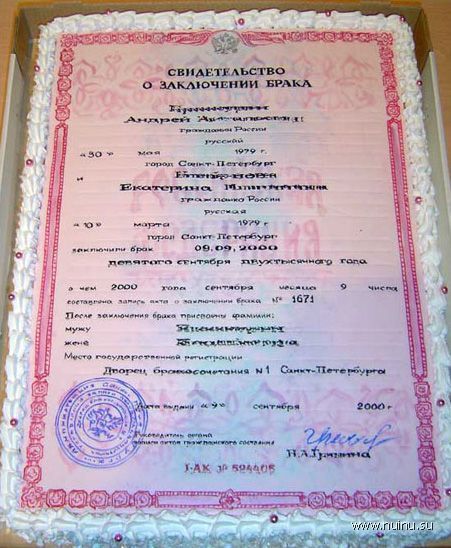 СВИДЕТЕЛЬСТВО
О ЗАКЛЮЧЕНИИ БРАКА
Андрей
гражданин России
русский
«30» мая 1979 г.
город Санкт-Петербург
и
Екатерина
гражданка России
русская
«10» марта 1979 г.
город Санкт-Петербург
заключили брак 09.09.2000
девятого сентября двухтысячного года
о чем 2000 года сентября месяца 9 числа
составлена запись акта о заключении брака № 1671
После заключения брака присвоены фамилии:
мужу
жене
Место государственной регистрации
Дворец бракосочетания №1 Санкт-Петербурга
Дата выдачи «9» сентября 2000 г.
Руководитель органа
записи актов гражданского состояния
I-АК № 524405
www.nuinu.su